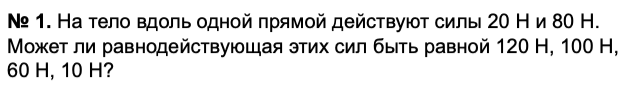 № 1. На тело вдоль одной прямой действуют силы 20 Н и 80 Н.
Может ли равнодействующая этих сил быть равной 120 Н, 100 Н,
60 Н, 10 Н?